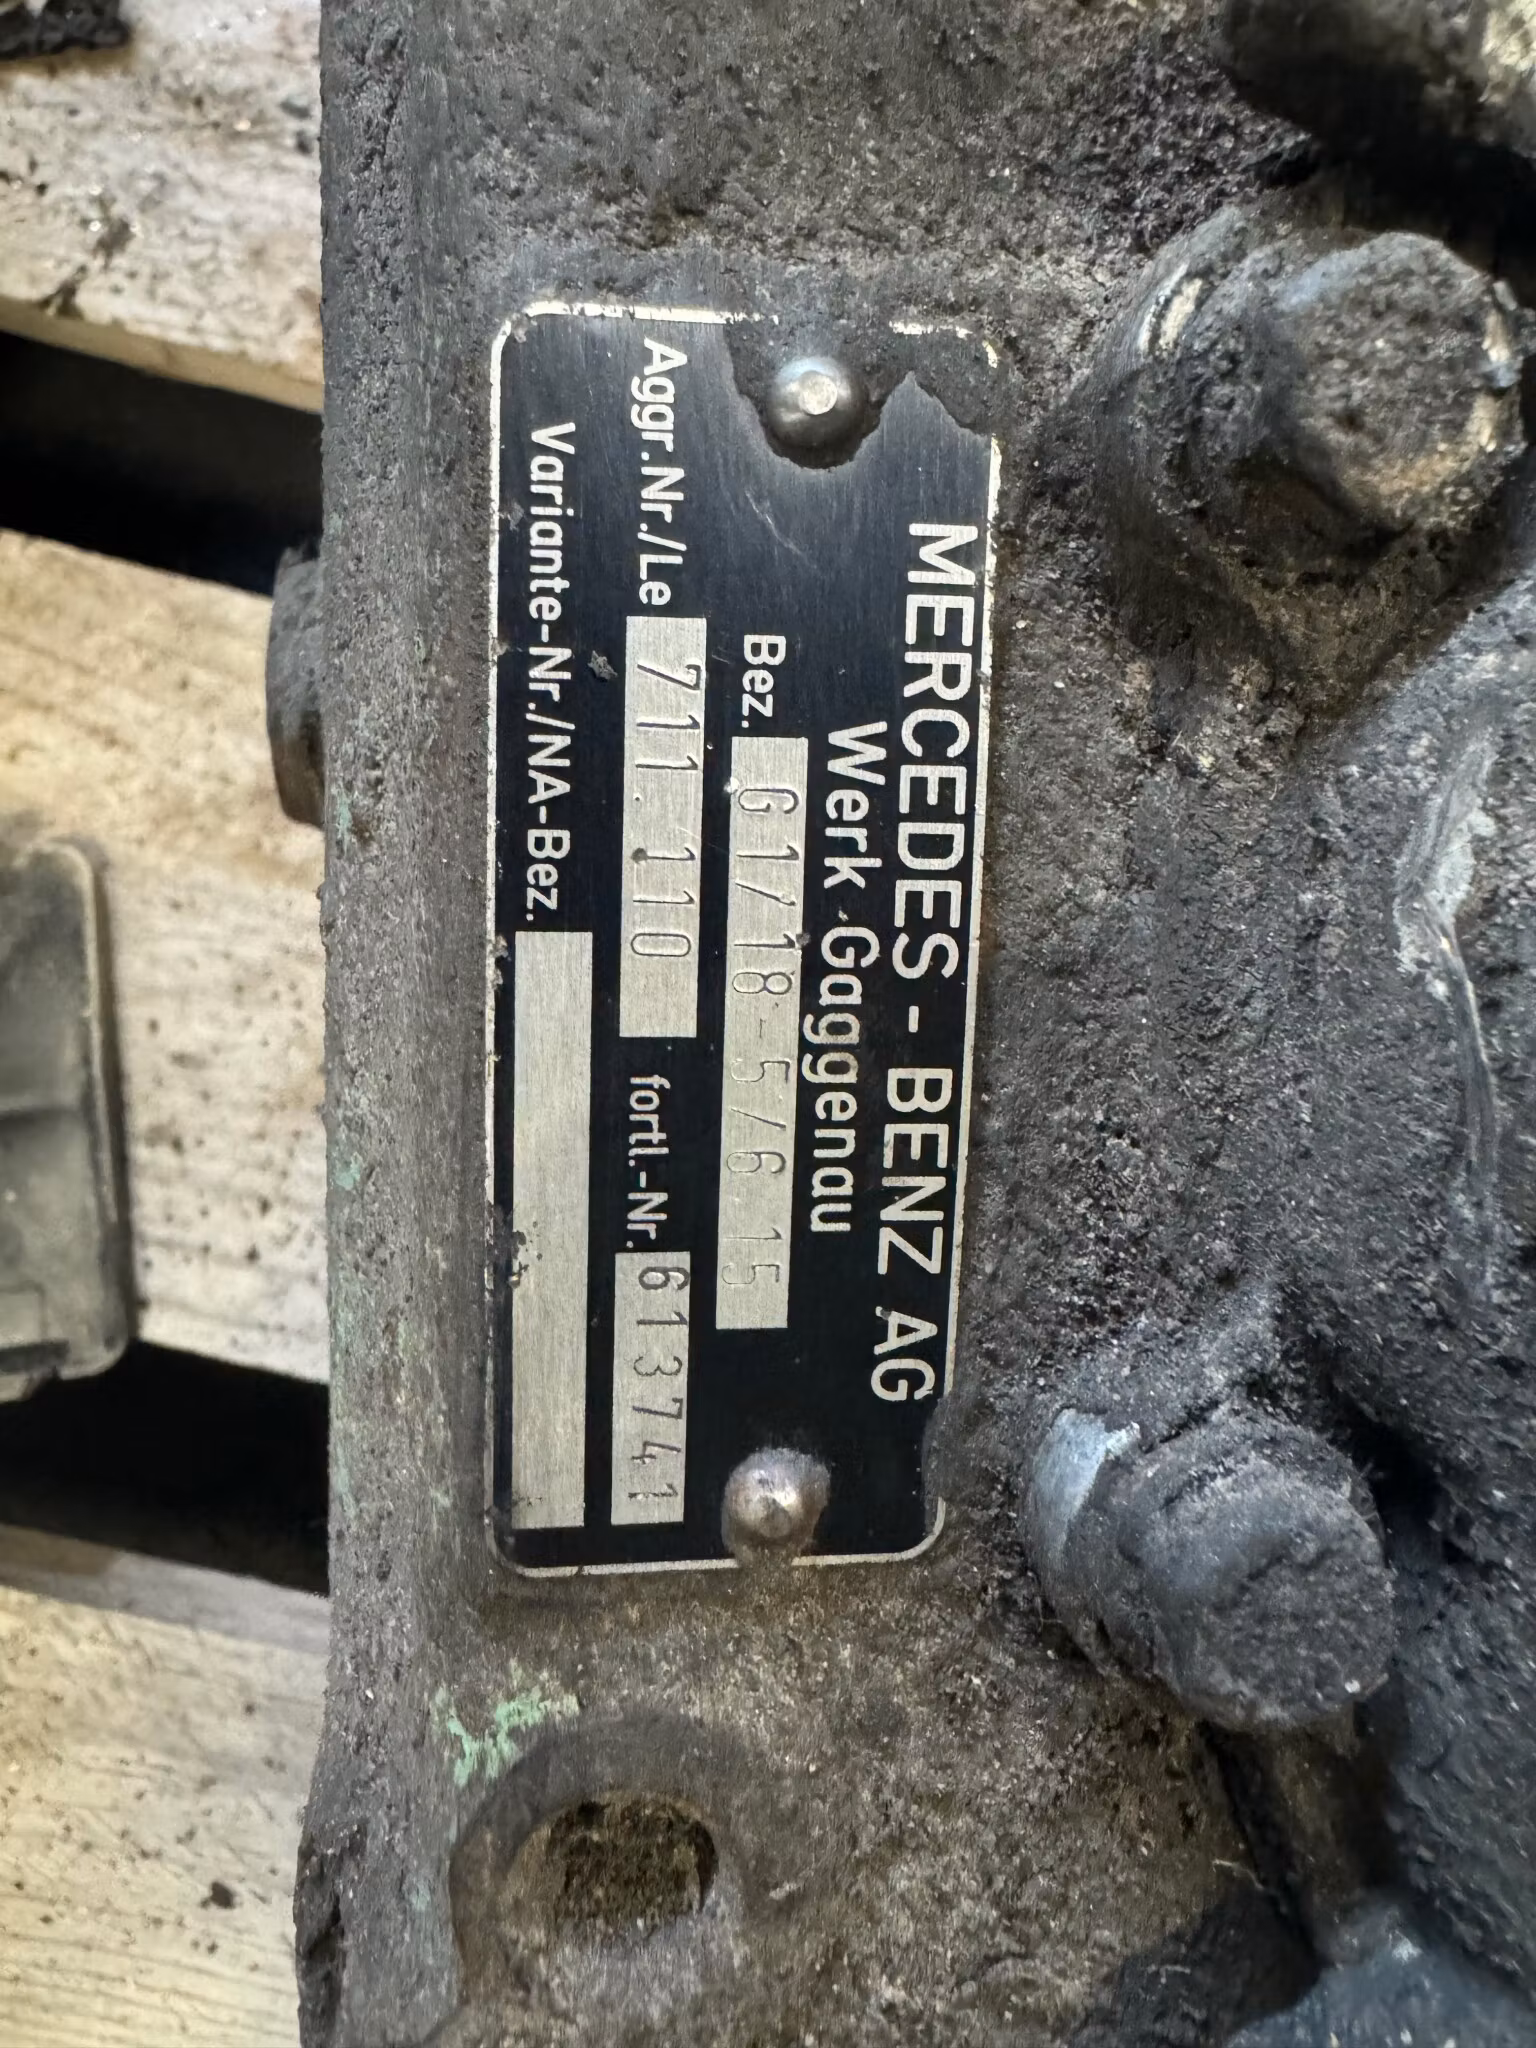 MERCEDES - BENZ AG
Werk Gaggenau
Bez. G1/18-5/6.15
Aggr.Nr./Le 711.110 fortl.-Nr. 613741
Variante-Nr./NA-Bez.